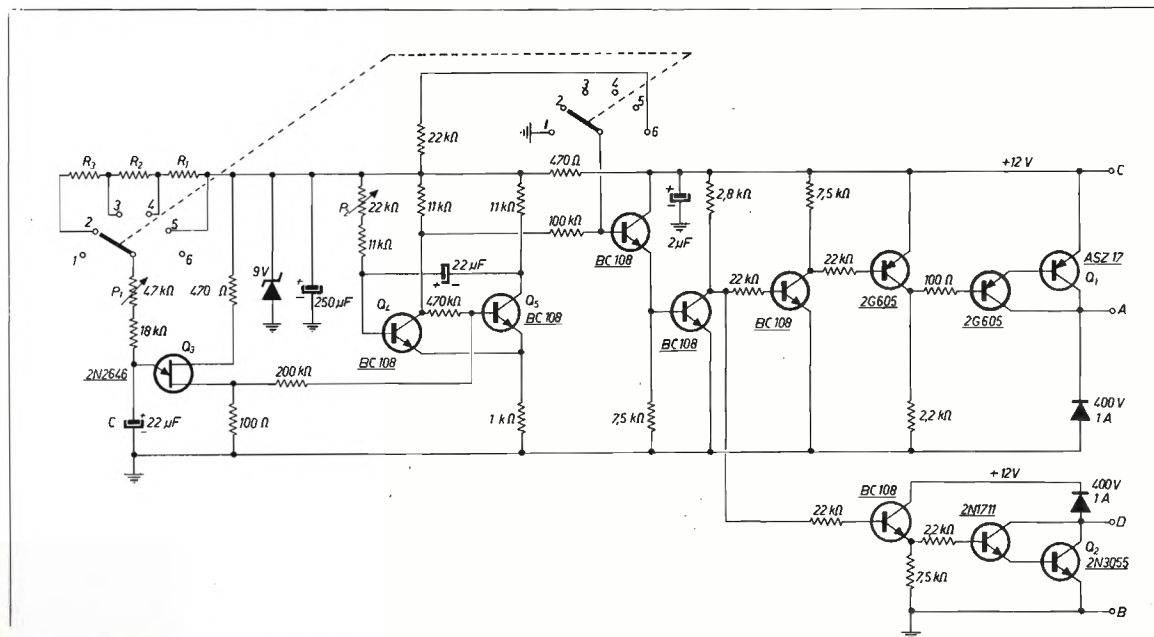 3
4
2
5
1
6
22 kΩ
R3
R2
R1
470 Ω
+12 V
C
3
4
2
5
1
6
P2
22 kΩ
11 kΩ
11 kΩ
2,8 kΩ
7,5 kΩ
100 kΩ
2 µF
BC 108
11 kΩ
22 µF
+
-
22 kΩ
22 kΩ
ASZ 17
Q1
P1
4,7 kΩ
470 Ω
9 V
250 µF
+
-
Q4
470 kΩ
Q5
BC 108
BC 108
BC 108
BC 108
2G605
100 Ω
2G605
A
18 kΩ
Q3
2N2646
200 kΩ
C
+
-
22 µF
100 Ω
1 kΩ
7,5 kΩ
2,2 kΩ
400 V
1 A
+12V
BC 108
400 V
1 A
22 kΩ
2,2 kΩ
2N1711
D
Q2
2N3055
7,5 kΩ
B